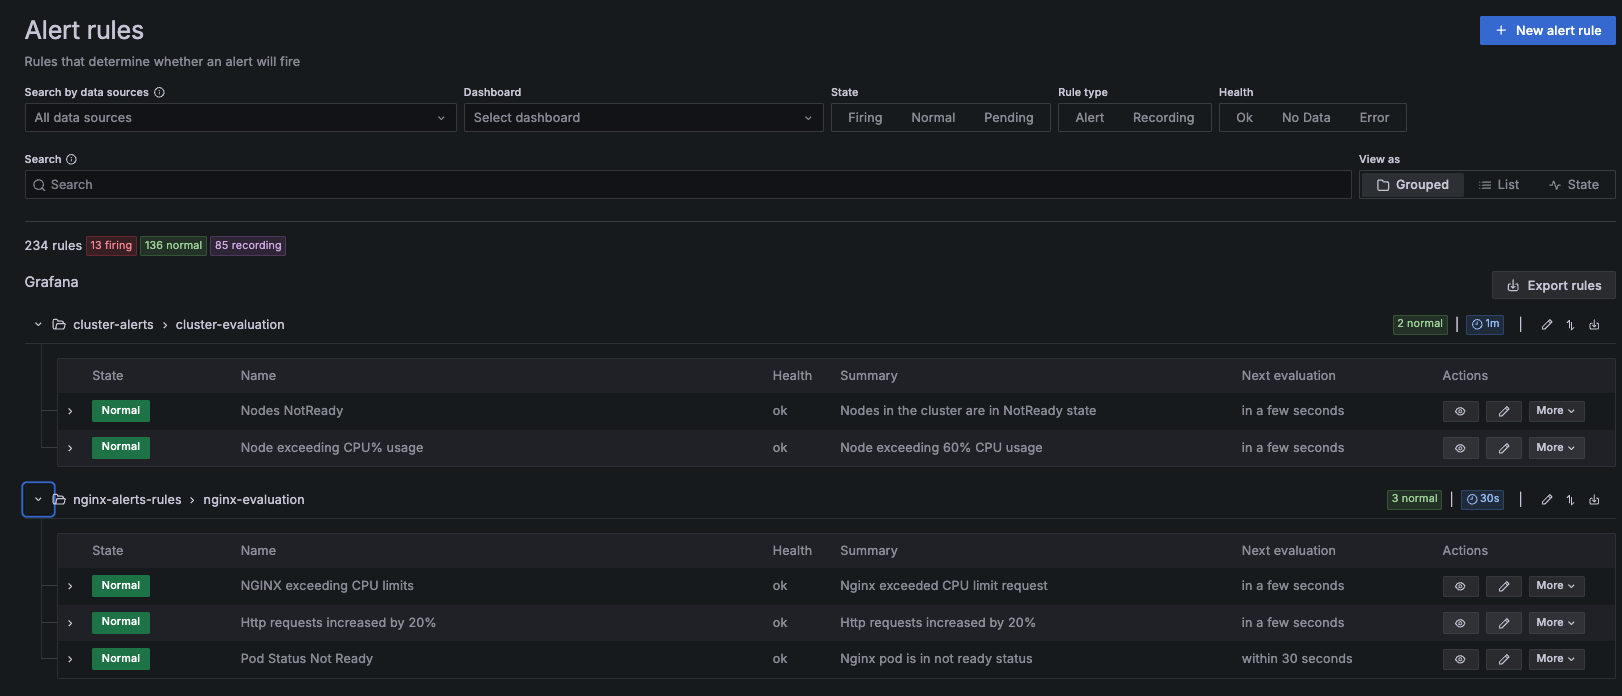 Alert rules
New alert rule
Rules that determine whether an alert will fire
Search by data sources Dashboard State Rule type Health
All data sources Select dashboard Firing Normal Pending Alert Recording Ok No Data Error
Search View as
Search Grouped List State
234 rules 13 firing 136 normal 85 recording
Grafana
Export rules
cluster-alerts > cluster-evaluation 2 normal | 1m |
State Name Health Summary Next evaluation Actions
Normal Nodes NotReady ok Nodes in the cluster are in NotReady state in a few seconds More
Normal Node exceeding CPU% usage ok Node exceeding 60% CPU usage in a few seconds More
nginx-alerts-rules > nginx-evaluation 3 normal | 30s |
State Name Health Summary Next evaluation Actions
Normal NGINX exceeding CPU limits ok Nginx exceeded CPU limit request in a few seconds More
Normal Http requests increased by 20% ok Http requests increased by 20% in a few seconds More
Normal Pod Status Not Ready ok Nginx pod is in not ready status within 30 seconds More